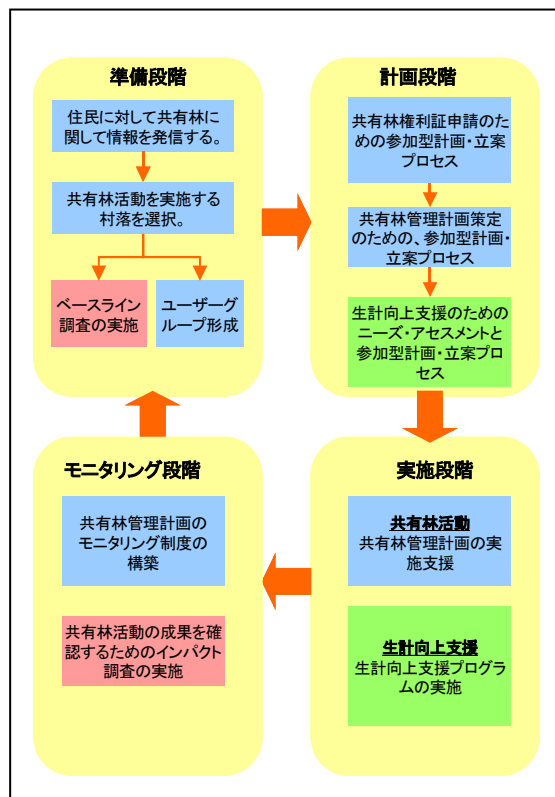 準備段階
住民に対して共有林に
関して情報を発信する。
共有林活動を実施する
村落を選択。
ベースライン
調査の実施
ユーザーグ
ループ形成
計画段階
共有林権利証申請のた
めの参加型計画・立案
プロセス
共有林管理計画策定
のための、参加型計画・
立案プロセス
生計向上支援のための
ニーズ・アセスメントと
参加型計画・立案プロセ
ス
モニタリング段階
共有林管理計画の
モニタリング制度の
構築
共有林活動の成果を確
認するためのインパクト
調査の実施
実施段階
共有林活動
共有林管理計画の実
施支援
生計向上支援
生計向上支援プログラ
ムの実施